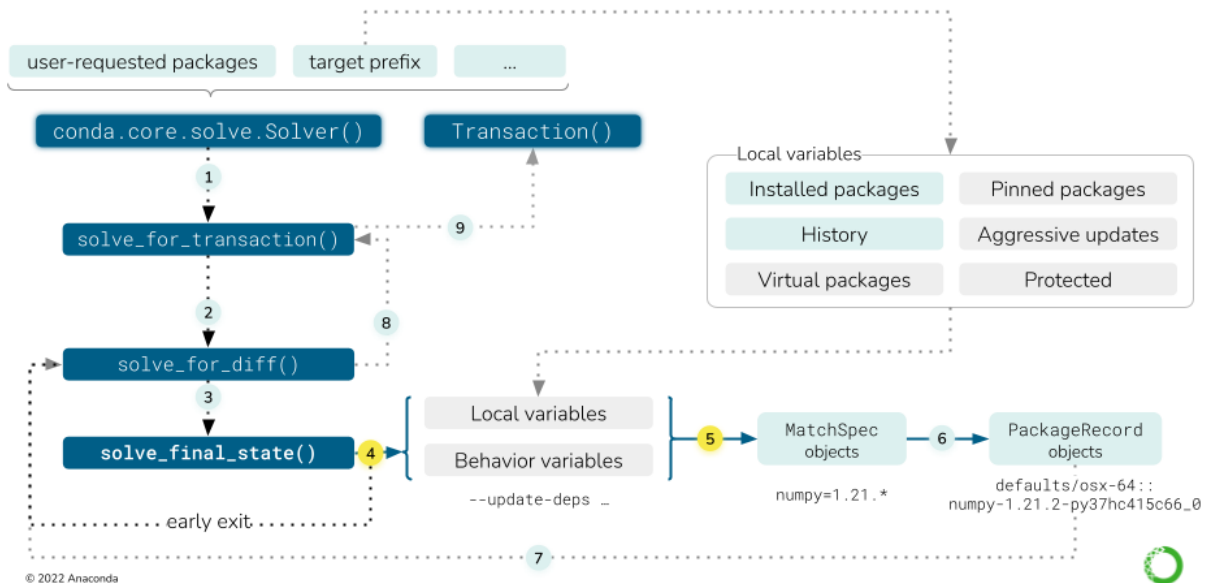 user-requested packages
target prefix
...
conda.core.solve.Solver()
Transaction()
Local variables
Installed packages
Pinned packages
History
Aggressive updates
Virtual packages
Protected
1
solve_for_transaction()
9
2
8
solve_for_diff()
3
Local variables
solve_final_state()
4
Behavior variables
5
MatchSpec
objects
6
PackageRecord
objects
--update-deps …
numpy=1.21.*
defaults/osx-64::
numpy-1.21.2-py37hc415c66_0
early exit
7
© 2022 Anaconda